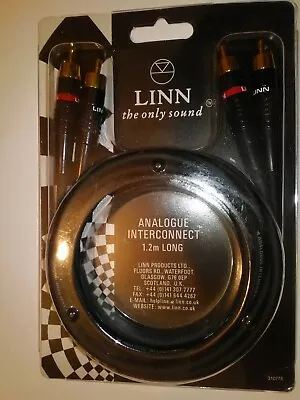 LINN
LINN
the only sound™
ANALOGUE
INTERCONNECT
1.2m LONG
LINN PRODUCTS LTD.
FLOORS RD., WATERFOOT
GLASGOW, G76 0EP
SCOTLAND, U.K.
TEL +44 (0)141 307 7777
FAX +44 (0)141 644 4262
E-MAIL: helpline@linn.co.uk
WEBSITE: www.linn.co.uk